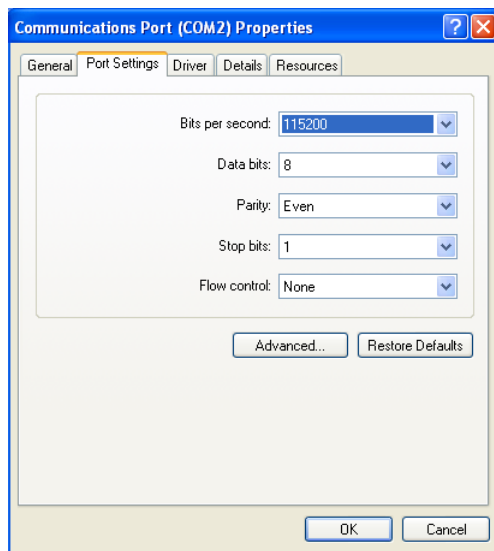 Communications Port (COM2) Properties
General Port Settings Driver Details Resources
Bits per second: 115200
Data bits: 8
Parity: Even
Stop bits: 1
Flow control: None
Advanced... Restore Defaults
OK Cancel